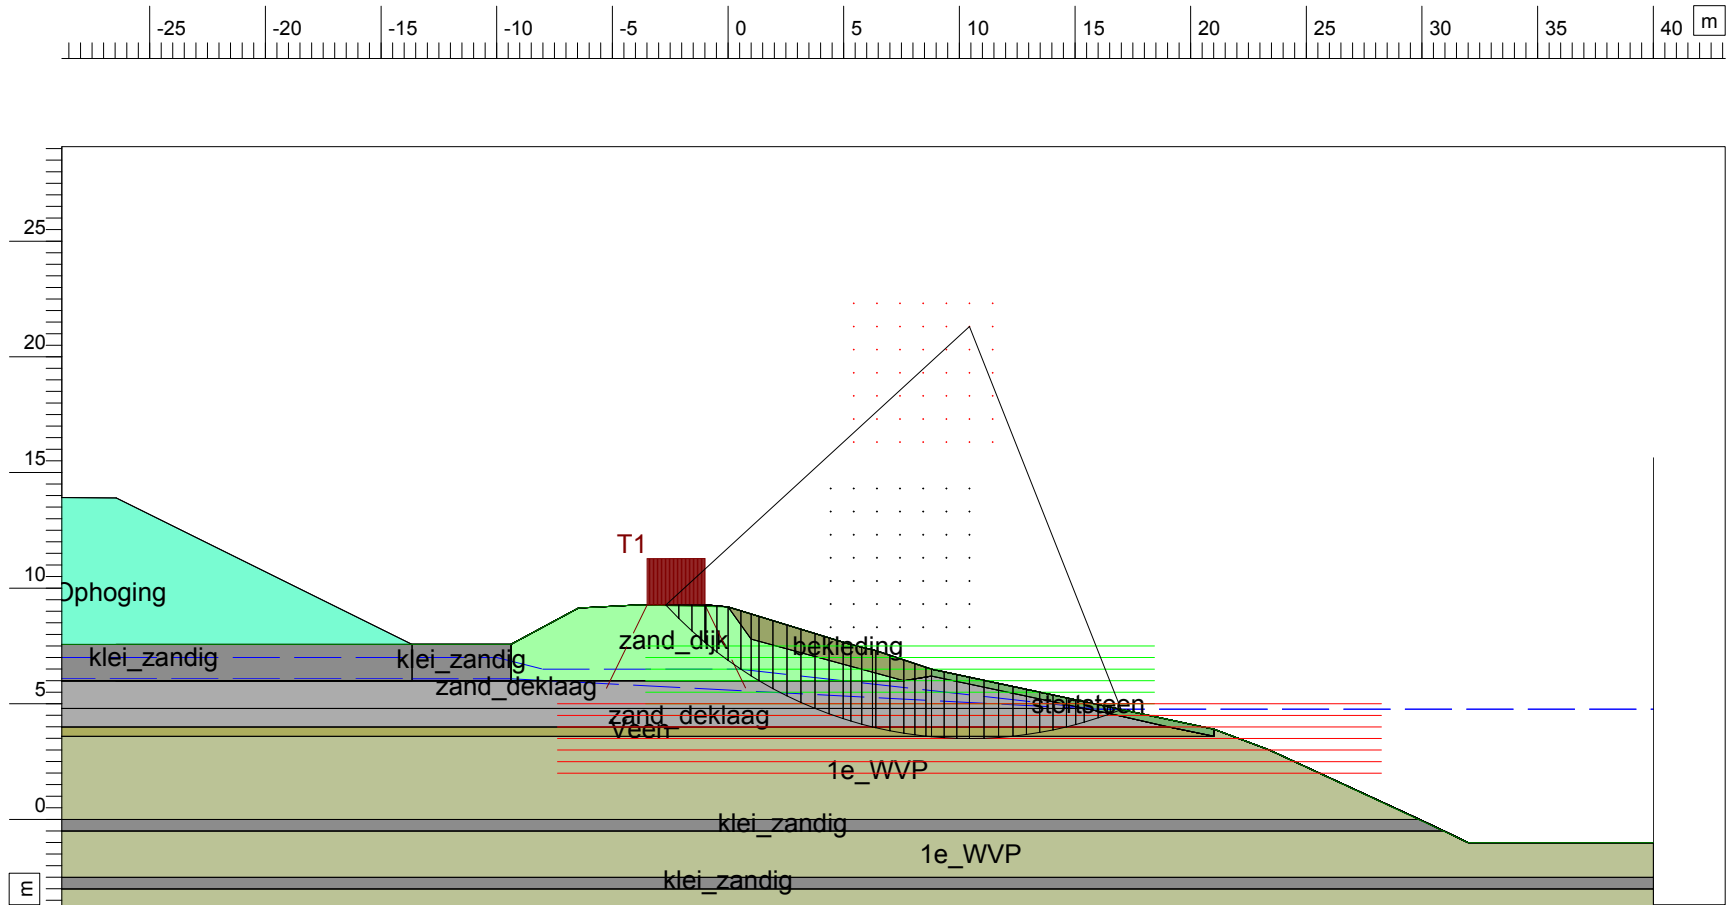 -25 -20 -15 -10 -5 0 5 10 15 20 25 30 35 40 m
25
20
15
T1
10
Ophoging
zand_dijk
bekleding
klei_zandig
klei_zandig
5
zand_deklaag
stortsteen
zand_deklaag
Veen
1e_WVP
0
klei_zandig
1e_WVP
klei_zandig
m